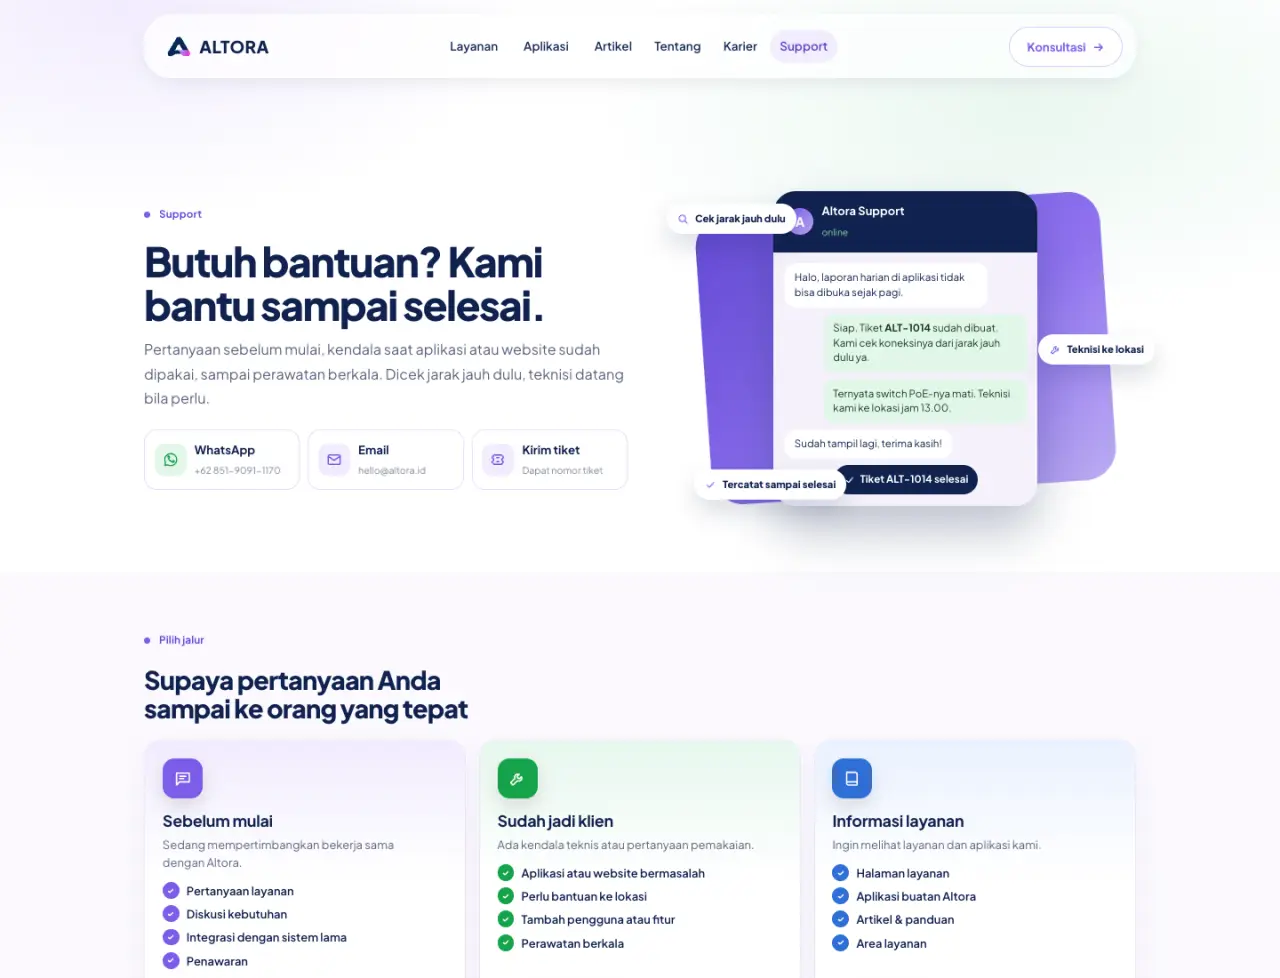 ALTORA
Layanan
Aplikasi
Artikel
Tentang
Karier
Support
Konsultasi
Support
Butuh bantuan? Kami
bantu sampai selesai.
Pertanyaan sebelum mulai, kendala saat aplikasi atau website sudah
dipakai, sampai perawatan berkala. Dicek jarak jauh dulu, teknisi datang
bila perlu.
WhatsApp
+62 851-9091-1170
Email
hello@altora.id
Kirim tiket
Dapat nomor tiket
Cek jarak jauh dulu
A
Altora Support
online
Halo, laporan harian di aplikasi tidak
bisa dibuka sejak pagi.
Siap. Tiket ALT-1014 sudah dibuat.
Kami cek koneksinya dari jarak jauh
dulu ya.
Teknisi ke lokasi
Ternyata switch PoE-nya mati. Teknisi
kami ke lokasi jam 13.00.
Sudah tampil lagi, terima kasih!
Tercatat sampai selesai
Tiket ALT-1014 selesai
Pilih jalur
Supaya pertanyaan Anda
sampai ke orang yang tepat
Sebelum mulai
Sedang mempertimbangkan bekerja sama
dengan Altora.
Pertanyaan layanan
Diskusi kebutuhan
Integrasi dengan sistem lama
Penawaran
Sudah jadi klien
Ada kendala teknis atau pertanyaan pemakaian.
Aplikasi atau website bermasalah
Perlu bantuan ke lokasi
Tambah pengguna atau fitur
Perawatan berkala
Informasi layanan
Ingin melihat layanan dan aplikasi kami.
Halaman layanan
Aplikasi buatan Altora
Artikel & panduan
Area layanan